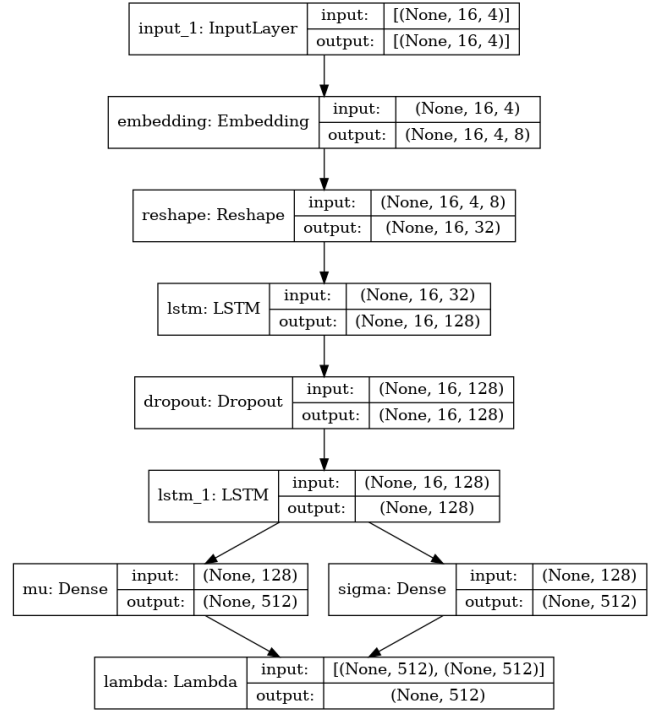 input_1: InputLayer
input: [(None, 16, 4)]
output: [(None, 16, 4)]
embedding: Embedding
input: (None, 16, 4)
output: (None, 16, 4, 8)
reshape: Reshape
input: (None, 16, 4, 8)
output: (None, 16, 32)
lstm: LSTM
input: (None, 16, 32)
output: (None, 16, 128)
dropout: Dropout
input: (None, 16, 128)
output: (None, 16, 128)
lstm_1: LSTM
input: (None, 16, 128)
output: (None, 128)
mu: Dense
input: (None, 128)
output: (None, 512)
sigma: Dense
input: (None, 128)
output: (None, 512)
lambda: Lambda
input: [(None, 512), (None, 512)]
output: (None, 512)